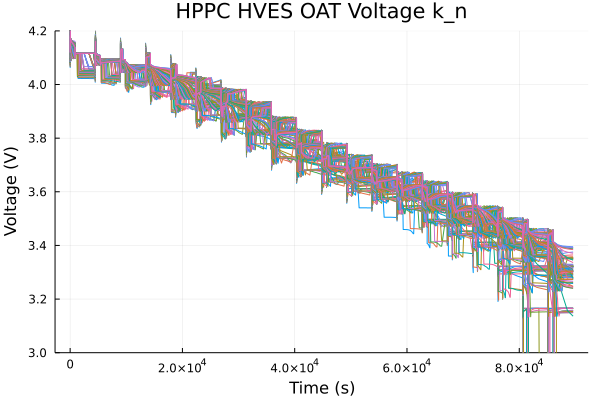 HPPC HVES OAT Voltage k_n
4.2
4.0
3.8
3.6
3.4
3.2
3.0
Voltage (V)
0 2.0×10⁴ 4.0×10⁴ 6.0×10⁴ 8.0×10⁴
Time (s)